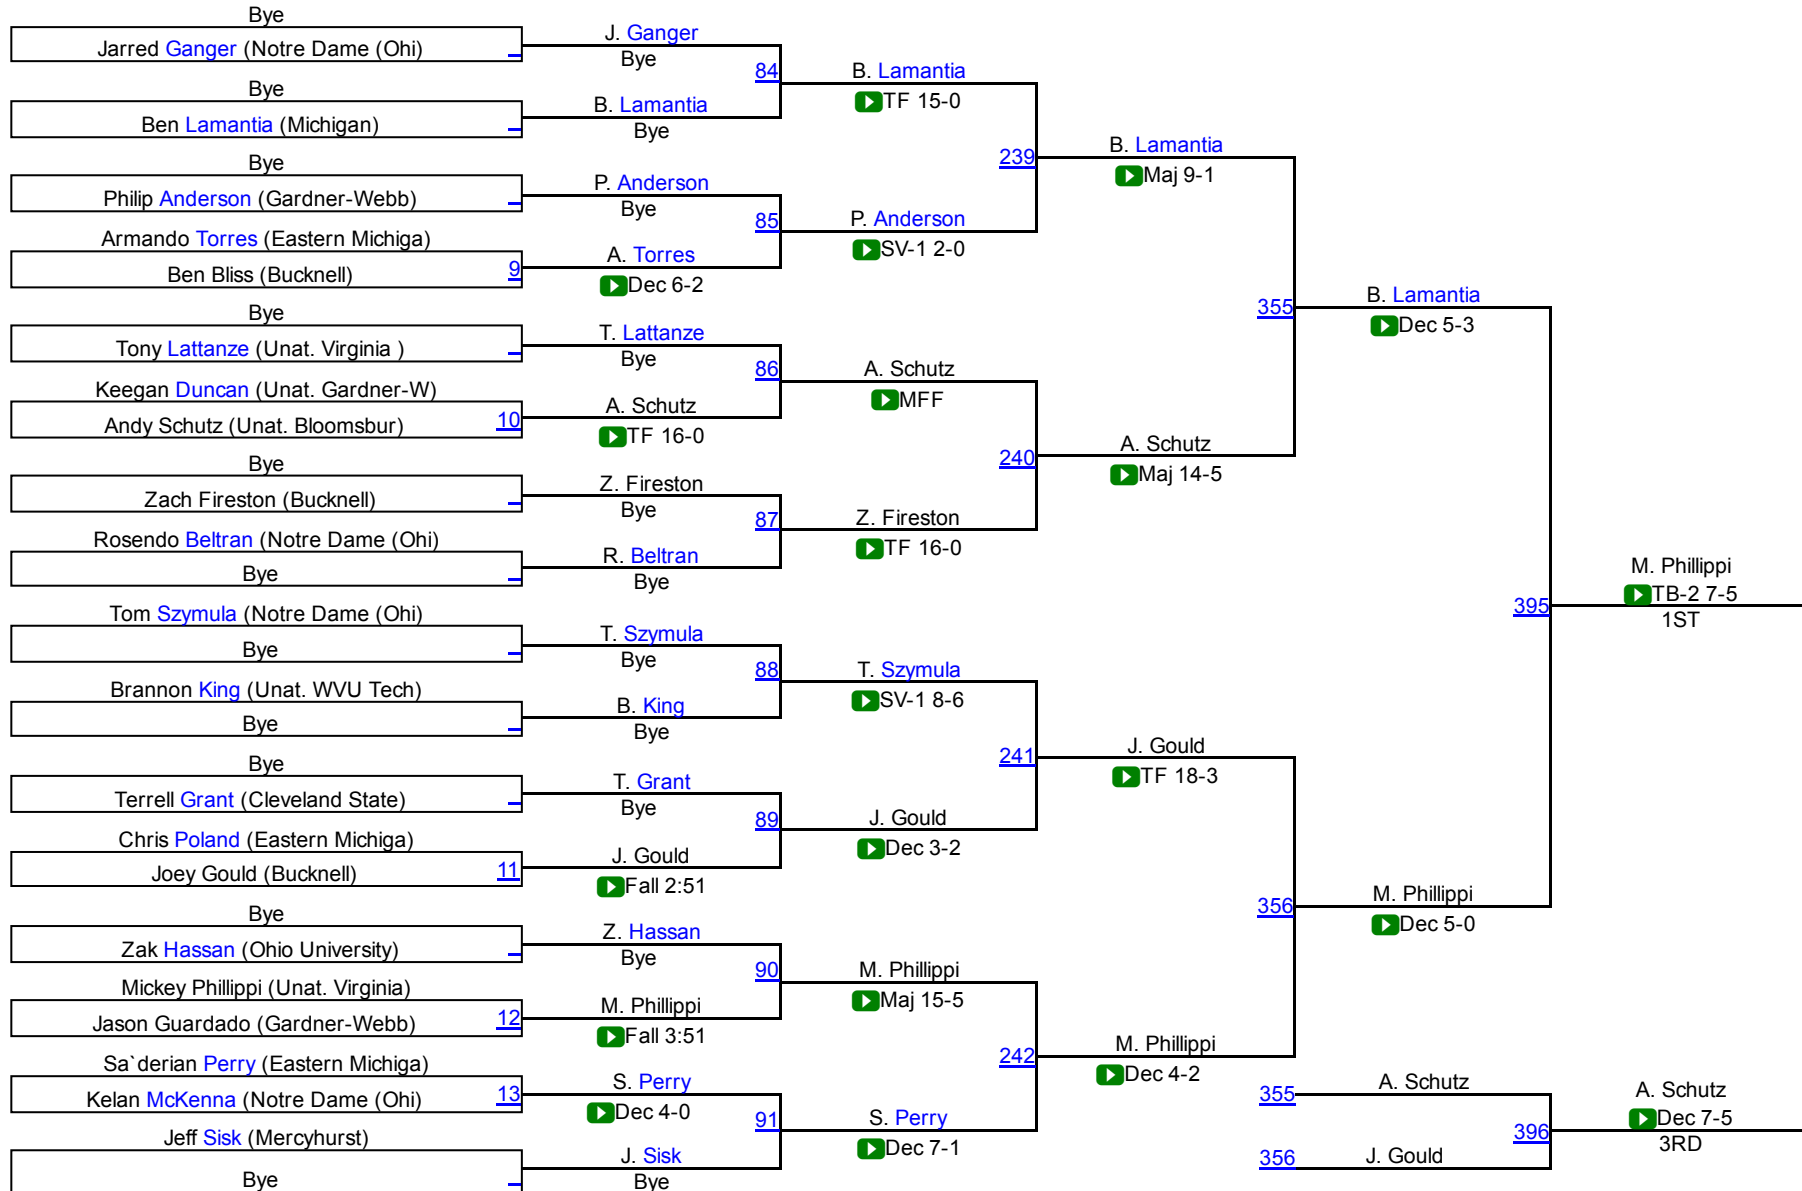 Bye
Jarred Ganger (Notre Dame (Ohi)
Bye
Ben Lamantia (Michigan)
Bye
Philip Anderson (Gardner-Webb)
Armando Torres (Eastern Michiga)
Ben Bliss (Bucknell)
9
Bye
Tony Lattanze (Unat. Virginia )
Keegan Duncan (Unat. Gardner-W)
Andy Schutz (Unat. Bloomsbur)
10
Bye
Zach Fireston (Bucknell)
Rosendo Beltran (Notre Dame (Ohi)
Bye
Tom Szymula (Notre Dame (Ohi)
Bye
Brannon King (Unat. WVU Tech)
Bye
Bye
Terrell Grant (Cleveland State)
Chris Poland (Eastern Michiga)
Joey Gould (Bucknell)
11
Bye
Zak Hassan (Ohio University)
Mickey Phillippi (Unat. Virginia)
Jason Guardado (Gardner-Webb)
12
Sa`derian Perry (Eastern Michiga)
Kelan McKenna (Notre Dame (Ohi)
13
Jeff Sisk (Mercyhurst)
Bye
J. Ganger
Bye
84
B. Lamantia
Bye
P. Anderson
Bye
85
A. Torres
Dec 6-2
T. Lattanze
Bye
86
A. Schutz
TF 16-0
Z. Fireston
Bye
87
R. Beltran
Bye
T. Szymula
Bye
88
B. King
Bye
T. Grant
Bye
89
J. Gould
Fall 2:51
Z. Hassan
Bye
90
M. Phillippi
Fall 3:51
S. Perry
Dec 4-0
91
J. Sisk
Bye
B. Lamantia
TF 15-0
239
P. Anderson
SV-1 2-0
A. Schutz
MFF
240
Z. Fireston
TF 16-0
T. Szymula
SV-1 8-6
241
J. Gould
Dec 3-2
M. Phillippi
Maj 15-5
242
S. Perry
Dec 7-1
B. Lamantia
Maj 9-1
355
A. Schutz
Maj 14-5
J. Gould
TF 18-3
356
M. Phillippi
Dec 4-2
B. Lamantia
Dec 5-3
395
M. Phillippi
Dec 5-0
M. Phillippi
TB-2 7-5
1ST
355
A. Schutz
396
356
J. Gould
A. Schutz
Dec 7-5
3RD